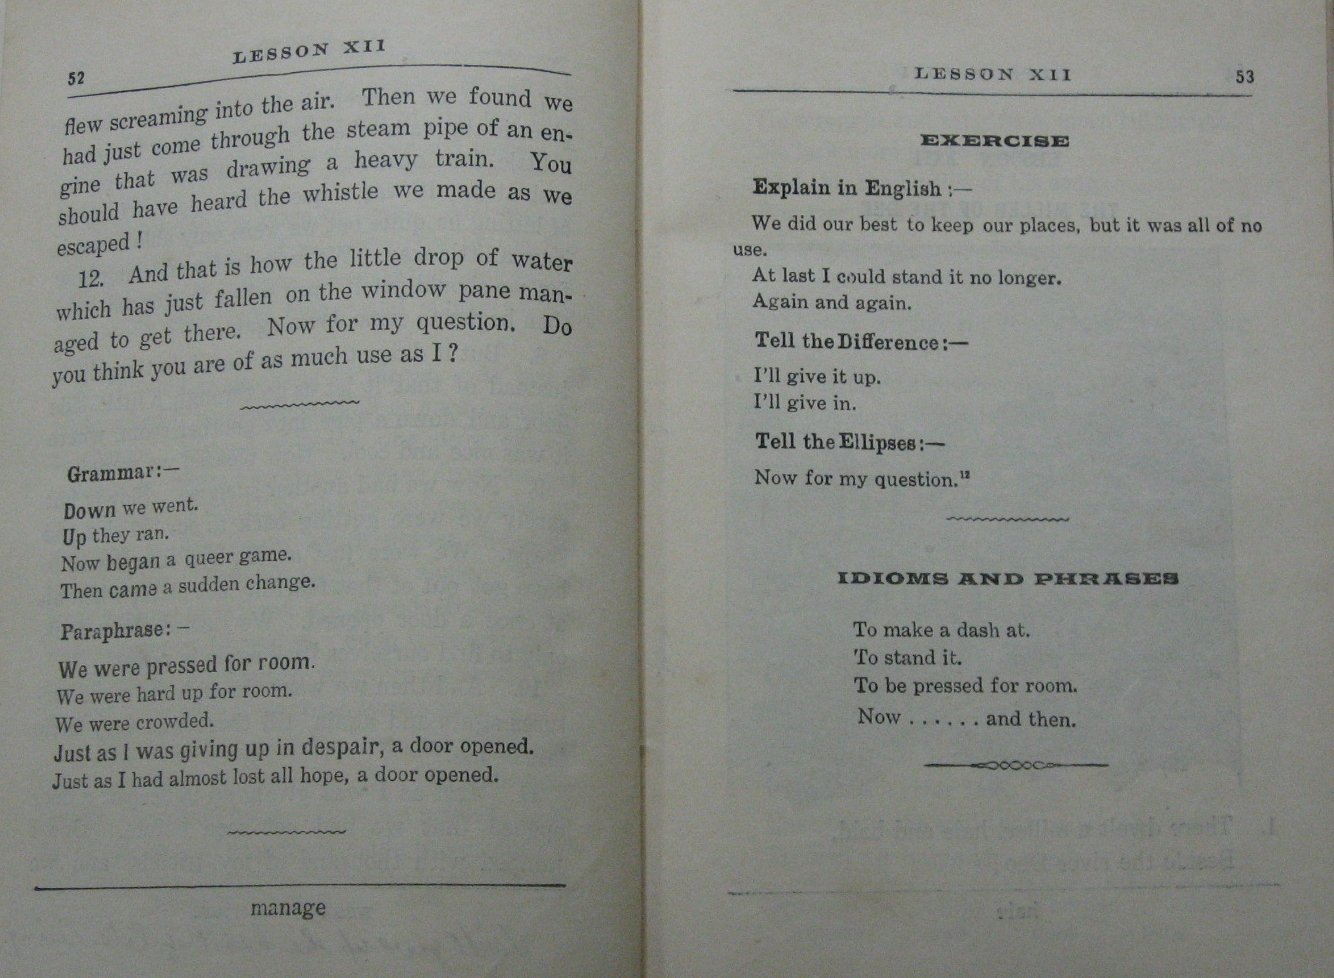 52
LESSON XII
flew screaming into the air. Then we found we
had just come through the steam pipe of an en-
gine that was drawing a heavy train. You
should have heard the whistle we made as we
escaped !
12. And that is how the little drop of water
which has just fallen on the window pane man-
aged to get there. Now for my question. Do
you think you are of as much use as I ?
Grammar:—
Down we went.
Up they ran.
Now began a queer game.
Then came a sudden change.
Paraphrase: —
We were pressed for room.
We were hard up for room.
We were crowded.
Just as I was giving up in despair, a door opened.
Just as I had almost lost all hope, a door opened.
manage
LESSON XII
53
EXERCISE
Explain in English :—
We did our best to keep our places, but it was all of no
use.
At last I could stand it no longer.
Again and again.
Tell the Difference:—
I'll give it up.
I'll give in.
Tell the Ellipses:—
Now for my question.¹²
IDIOMS AND PHRASES
To make a dash at.
To stand it.
To be pressed for room.
Now . . . . . . and then.